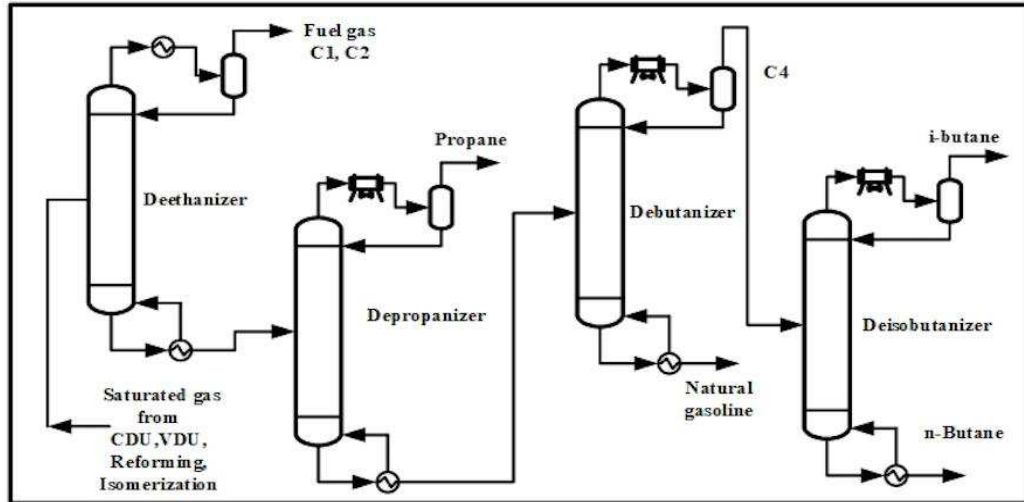 Fuel gas
C1, C2
Deethanizer
Saturated gas
from
CDU,VDU,
Reforming,
Isomerization
Propane
Depropanizer
C4
Debutanizer
Natural
gasoline
i-butane
Deisobutanizer
n-Butane